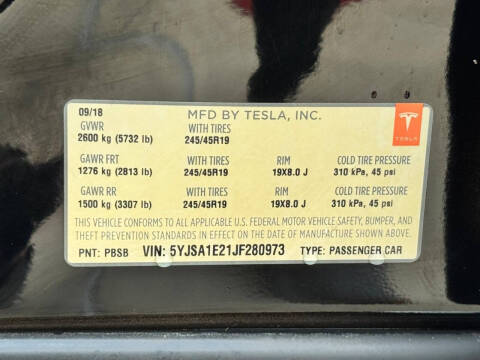 09/18 MFD BY TESLA, INC.
GVWR WITH TIRES
2600 kg (5732 lb) 245/45R19
GAWR FRT WITH TIRES RIM COLD TIRE PRESSURE
1276 kg (2813 lb) 245/45R19 19X8.0 J 310 kPa, 45 psi
GAWR RR WITH TIRES RIM COLD TIRE PRESSURE
1500 kg (3307 lb) 245/45R19 19X8.0 J 310 kPa, 45 psi
THIS VEHICLE CONFORMS TO ALL APPLICABLE U.S. FEDERAL MOTOR VEHICLE SAFETY, BUMPER, AND
THEFT PREVENTION STANDARDS IN EFFECT ON THE DATE OF MANUFACTURE SHOWN ABOVE.
PNT: PBSB VIN: 5YJSA1E21JF280973 TYPE: PASSENGER CAR